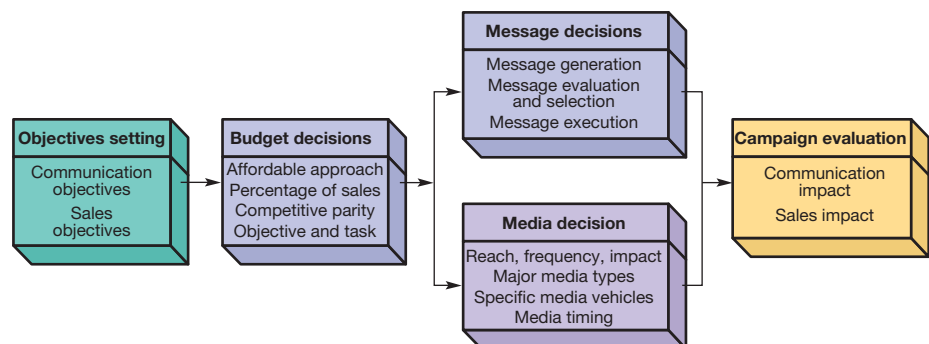 Objectives setting
Communication
objectives
Sales
objectives
Budget decisions
Affordable approach
Percentage of sales
Competitive parity
Objective and task
Message decisions
Message generation
Message evaluation
and selection
Message execution
Media decision
Reach, frequency, impact
Major media types
Specific media vehicles
Media timing
Campaign evaluation
Communication
impact
Sales impact